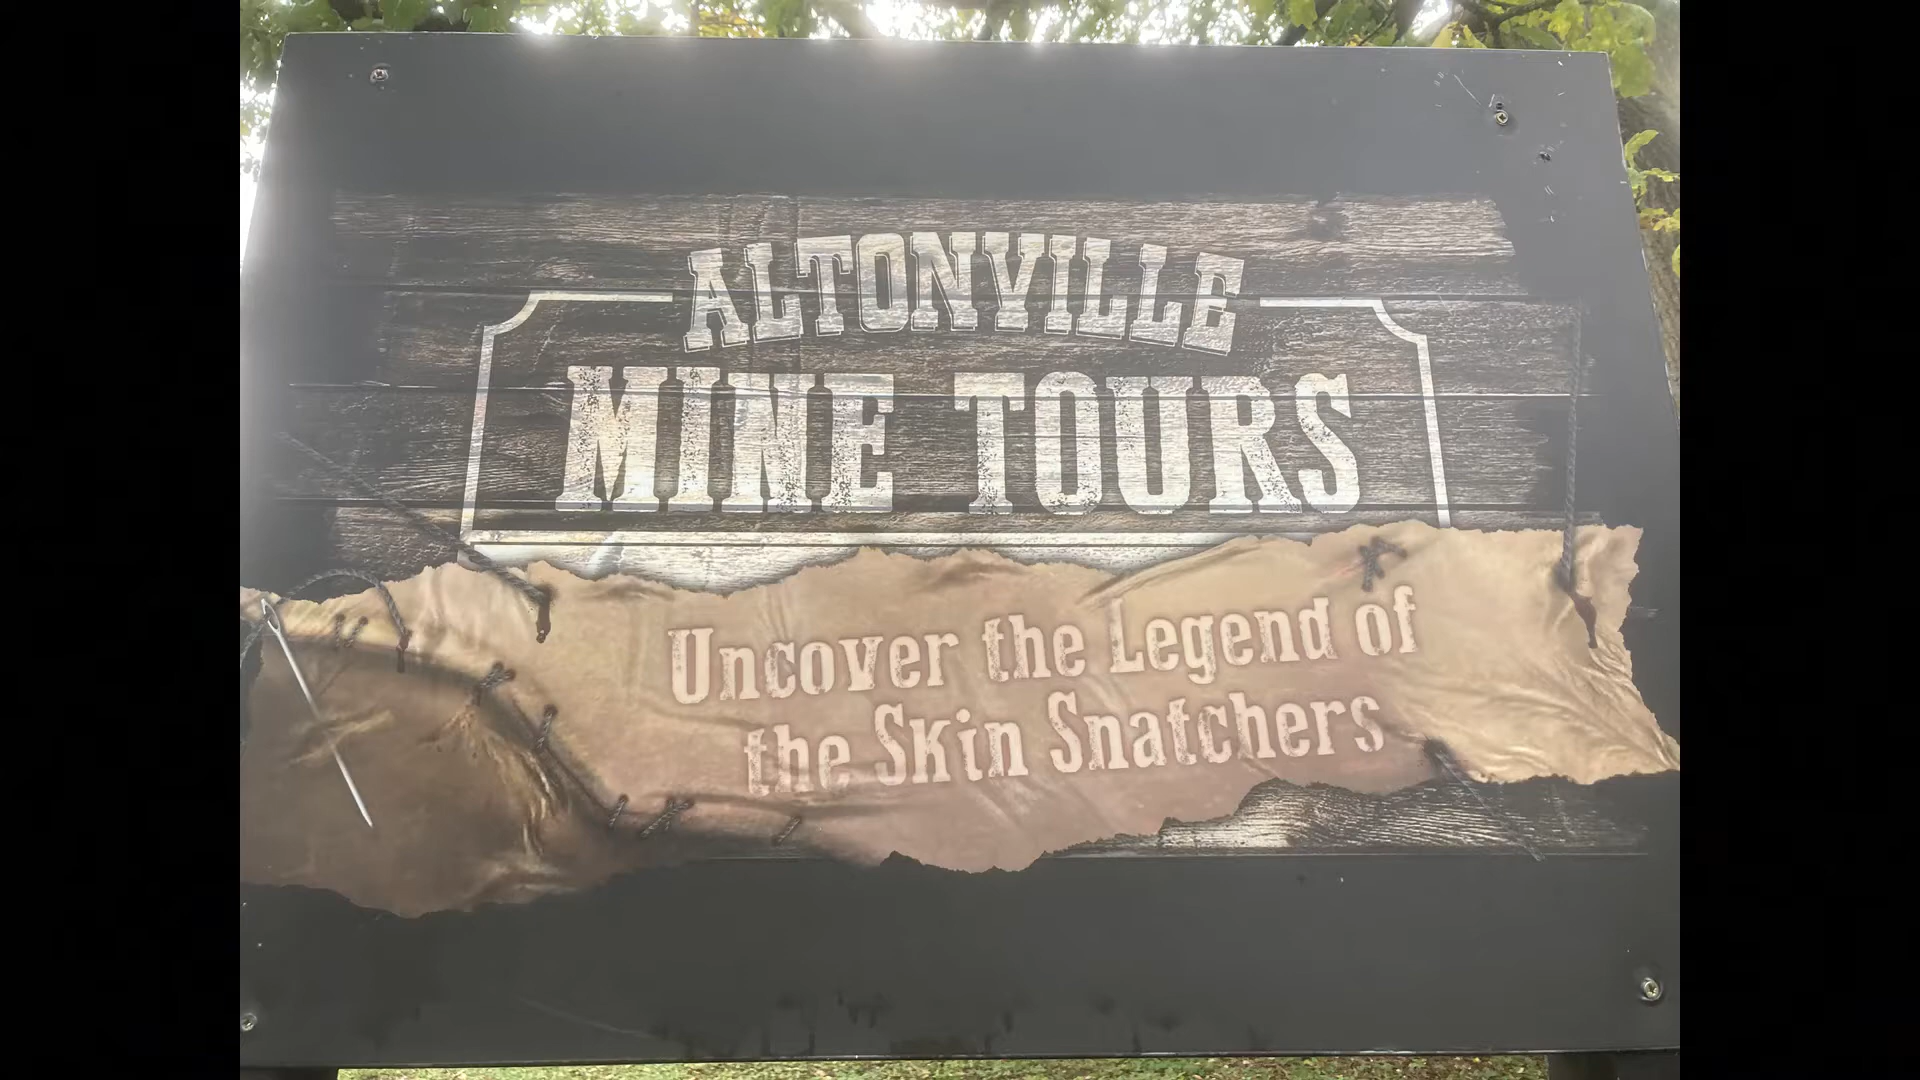 ALTONVILLE
MINE TOURS
Uncover the Legend of
the Skin Snatchers